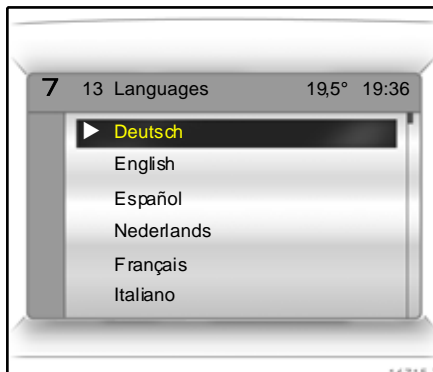 7 13 Languages 19,5° 19:36
Deutsch
English
Español
Nederlands
Français
Italiano